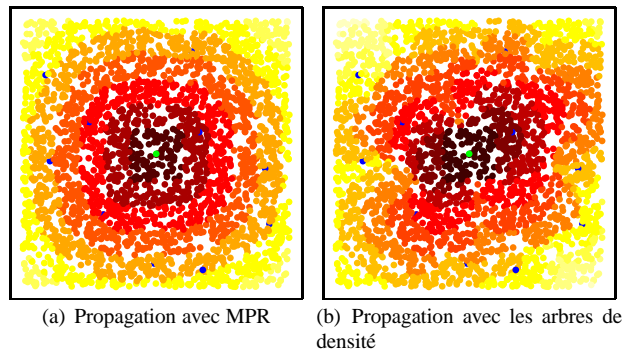 (a) Propagation avec MPR
(b) Propagation avec les arbres de
densité